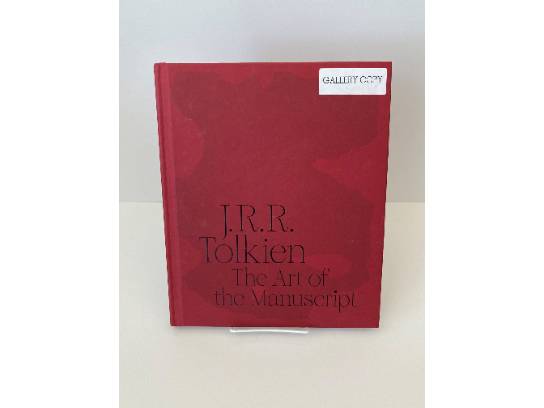 GALLERY COPY
J.R.R.
Tolkien
The Art of
the Manuscript